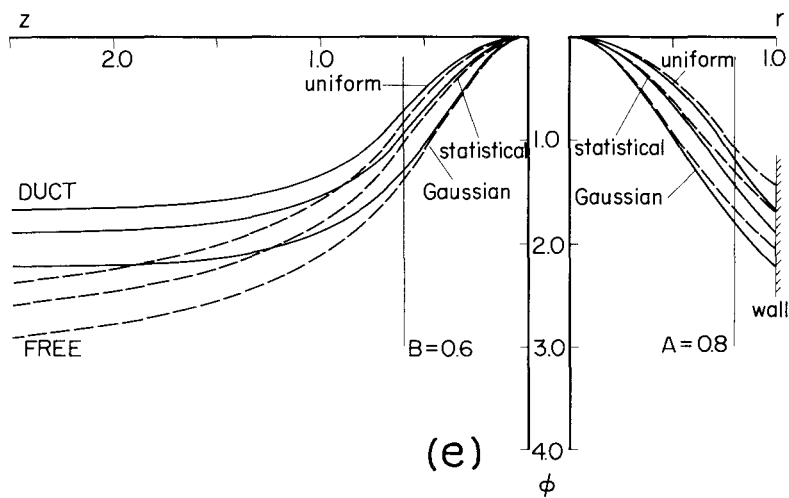 z
r
2.0
1.0
1.0
uniform
uniform
1.0
statistical
statistical
DUCT
Gaussian
Gaussian
2.0
wall
FREE
B=0.6
3.0
A=0.8
(e)
4.0
ϕ